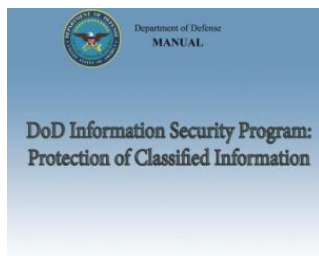 Department of Defense
MANUAL
DoD Information Security Program:
Protection of Classified Information